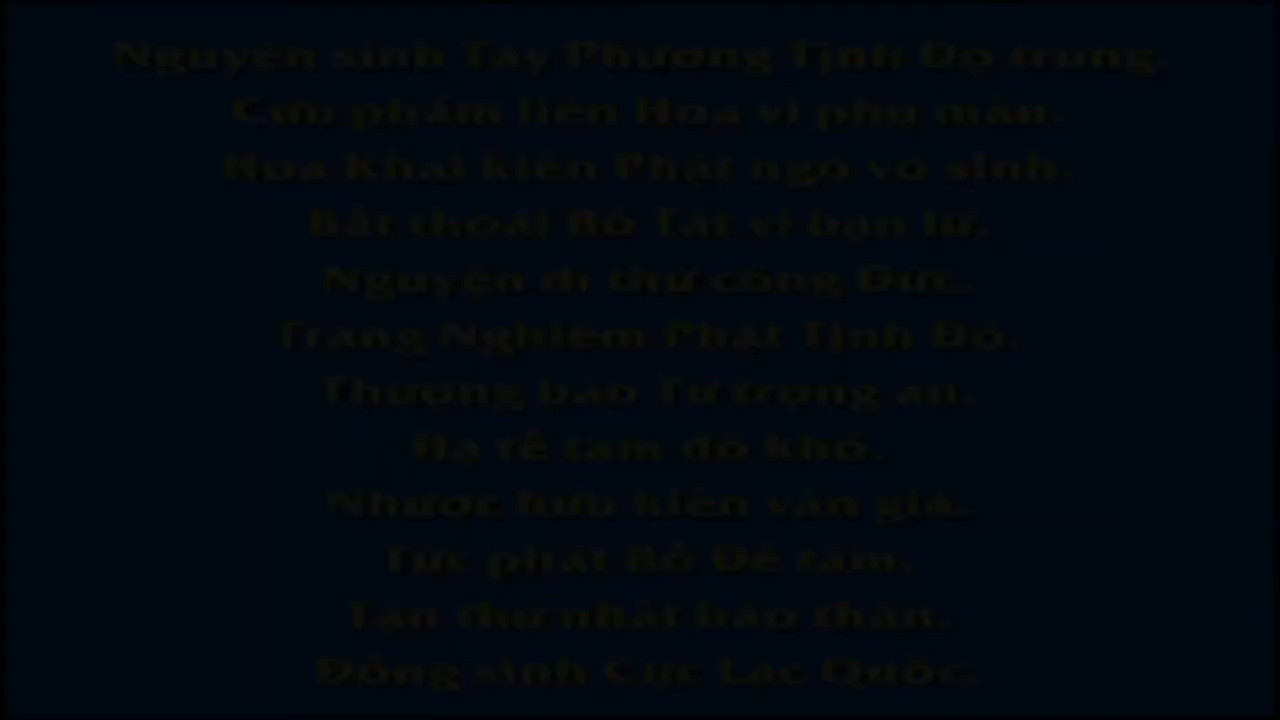 Nguyện sinh Tây Phương Tịnh Độ trung.
Cửu phẩm liên Hoa vi phụ mẫu.
Hoa Khai kiến Phật ngộ vô sinh.
Bất thoái Bồ Tát vi bạn lữ.
Nguyện dĩ thử công Đức.
Trang Nghiêm Phật Tịnh Độ.
Thượng báo Tứ trọng ân.
Hạ tế tam đồ khổ.
Nhược hữu kiến văn giả.
Tức phát Bồ Đề tâm.
Tận thử nhất báo thân.
Đồng sinh Cực Lạc Quốc.